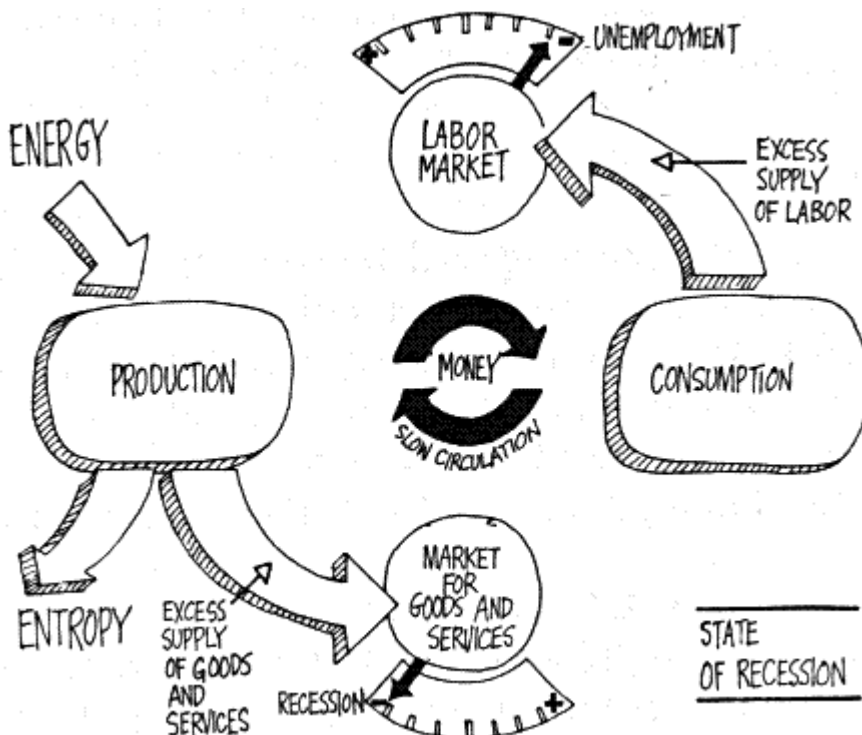 UNEMPLOYMENT
+
-
LABOR
MARKET
ENERGY
EXCESS
SUPPLY
OF LABOR
PRODUCTION
MONEY
SLOW CIRCULATION
CONSUMPTION
MARKET
FOR
GOODS AND
SERVICES
ENTROPY
EXCESS
SUPPLY
OF GOODS
AND
SERVICES
RECESSION
-
+
STATE
OF RECESSION